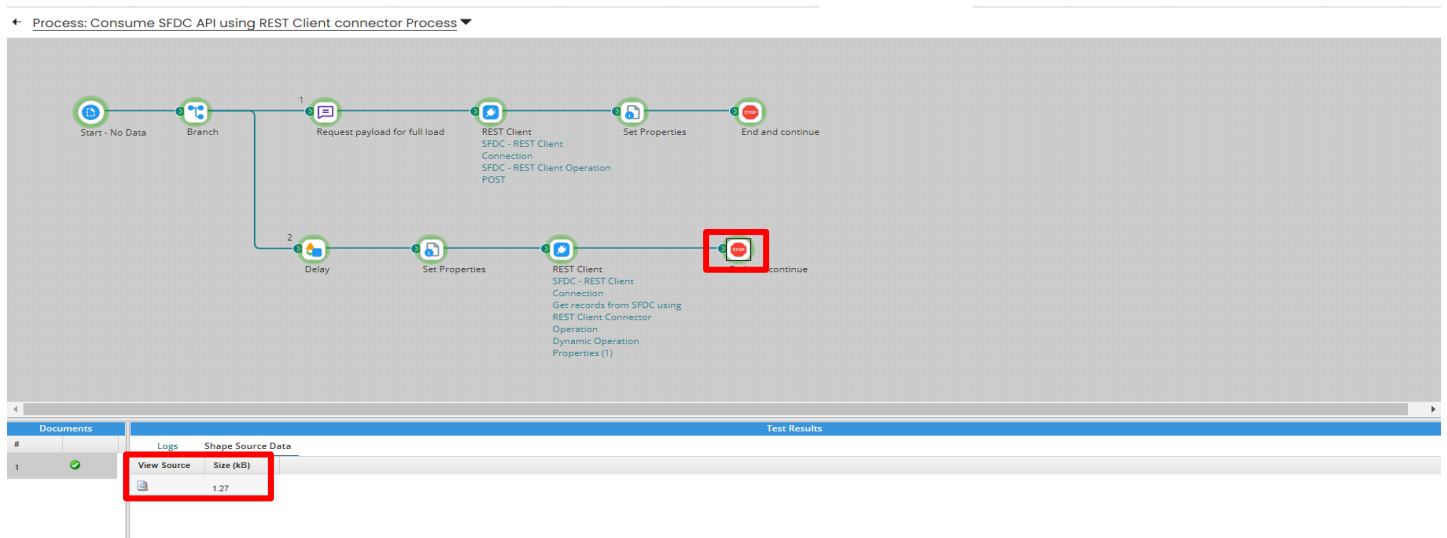 Process: Consume SFDC API using REST Client connector Process
1
STOP
Start - No Data
Branch
Request payload for full load
REST Client
SFDC - REST Client
Connection
SFDC - REST Client Operation
POST
Set Properties
End and continue
2
STOP
Delay
Set Properties
REST Client
SFDC - REST Client
Connection
Get records from SFDC using
REST Client Connector
Operation
Dynamic Operation
Properties (1)
continue
Documents
Test Results
#
Logs
Shape Source Data
1
View Source
Size (kB)
1.27